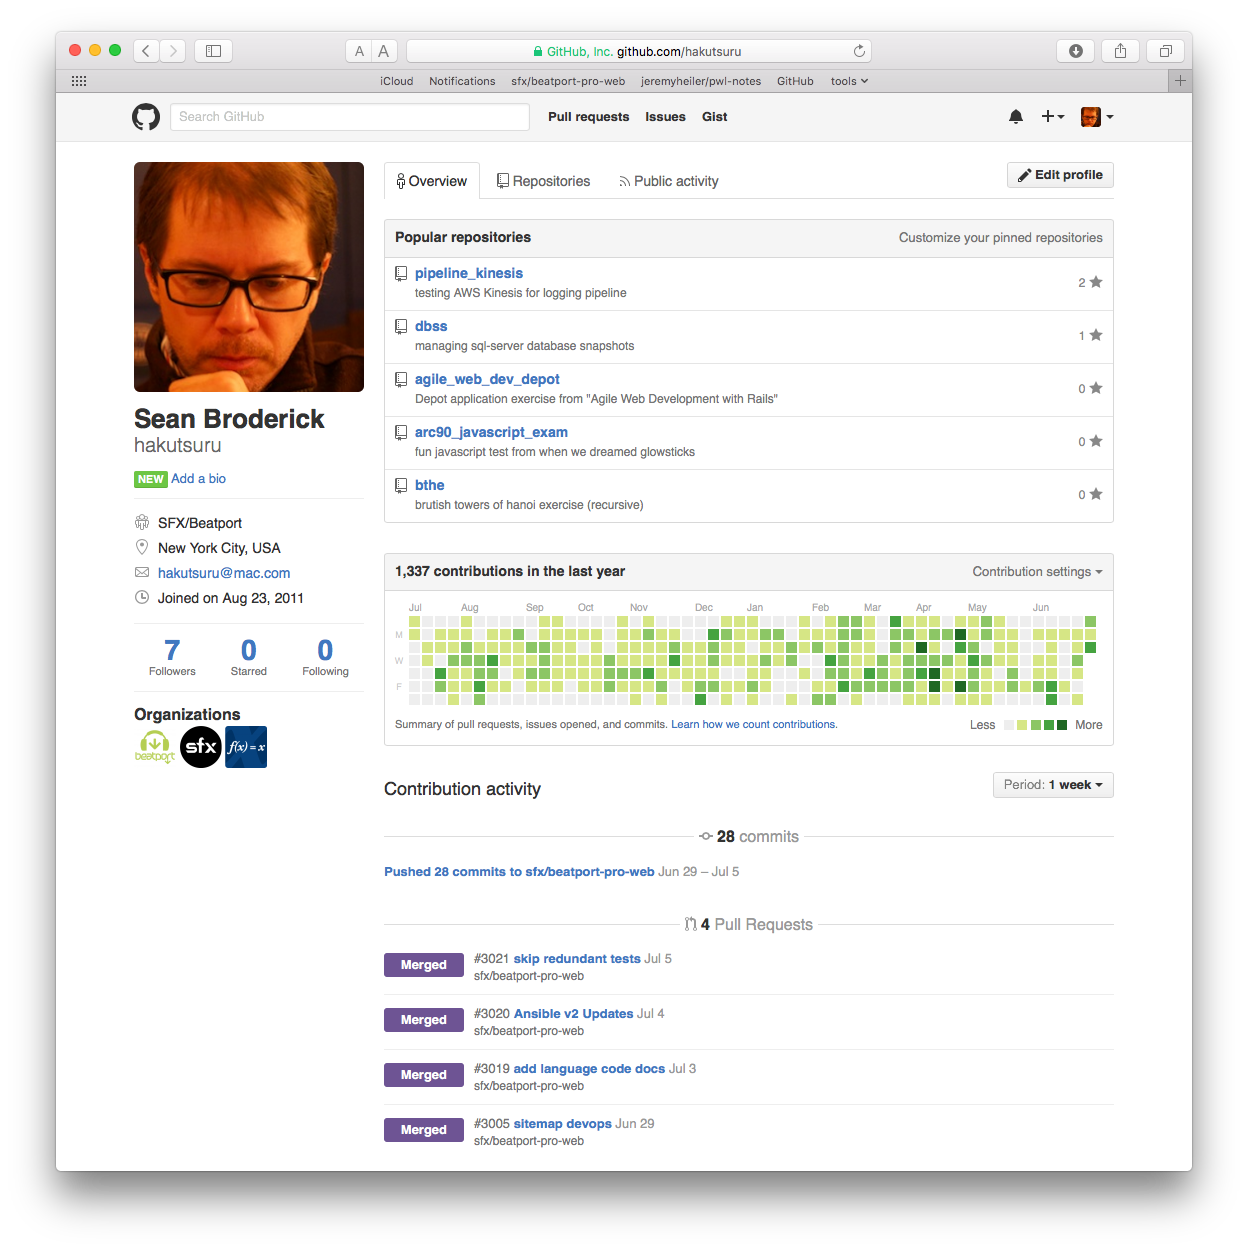 A A GitHub, Inc. github.com/hakutsuru
iCloud Notifications sfx/beatport-pro-web jeremyheiler/pwl-notes GitHub tools
Search GitHub Pull requests Issues Gist
Overview Repositories Public activity Edit profile
Sean Broderick
hakutsuru
NEW Add a bio
SFX/Beatport
New York City, USA
hakutsuru@mac.com
Joined on Aug 23, 2011
7 0 0
Followers Starred Following
Organizations
beatport sfx f(x) = x
Popular repositories Customize your pinned repositories
pipeline_kinesis 2
testing AWS Kinesis for logging pipeline
dbss 1
managing sql-server database snapshots
agile_web_dev_depot 0
Depot application exercise from "Agile Web Development with Rails"
arc90_javascript_exam 0
fun javascript test from when we dreamed glowsticks
bthe 0
brutish towers of hanoi exercise (recursive)
1,337 contributions in the last year Contribution settings
Jul Aug Sep Oct Nov Dec Jan Feb Mar Apr May Jun
M
W
F
Summary of pull requests, issues opened, and commits. Learn how we count contributions. Less More
Contribution activity Period: 1 week
28 commits
Pushed 28 commits to sfx/beatport-pro-web Jun 29 – Jul 5
4 Pull Requests
Merged #3021 skip redundant tests Jul 5
sfx/beatport-pro-web
Merged #3020 Ansible v2 Updates Jul 4
sfx/beatport-pro-web
Merged #3019 add language code docs Jul 3
sfx/beatport-pro-web
Merged #3005 sitemap devops Jun 29
sfx/beatport-pro-web